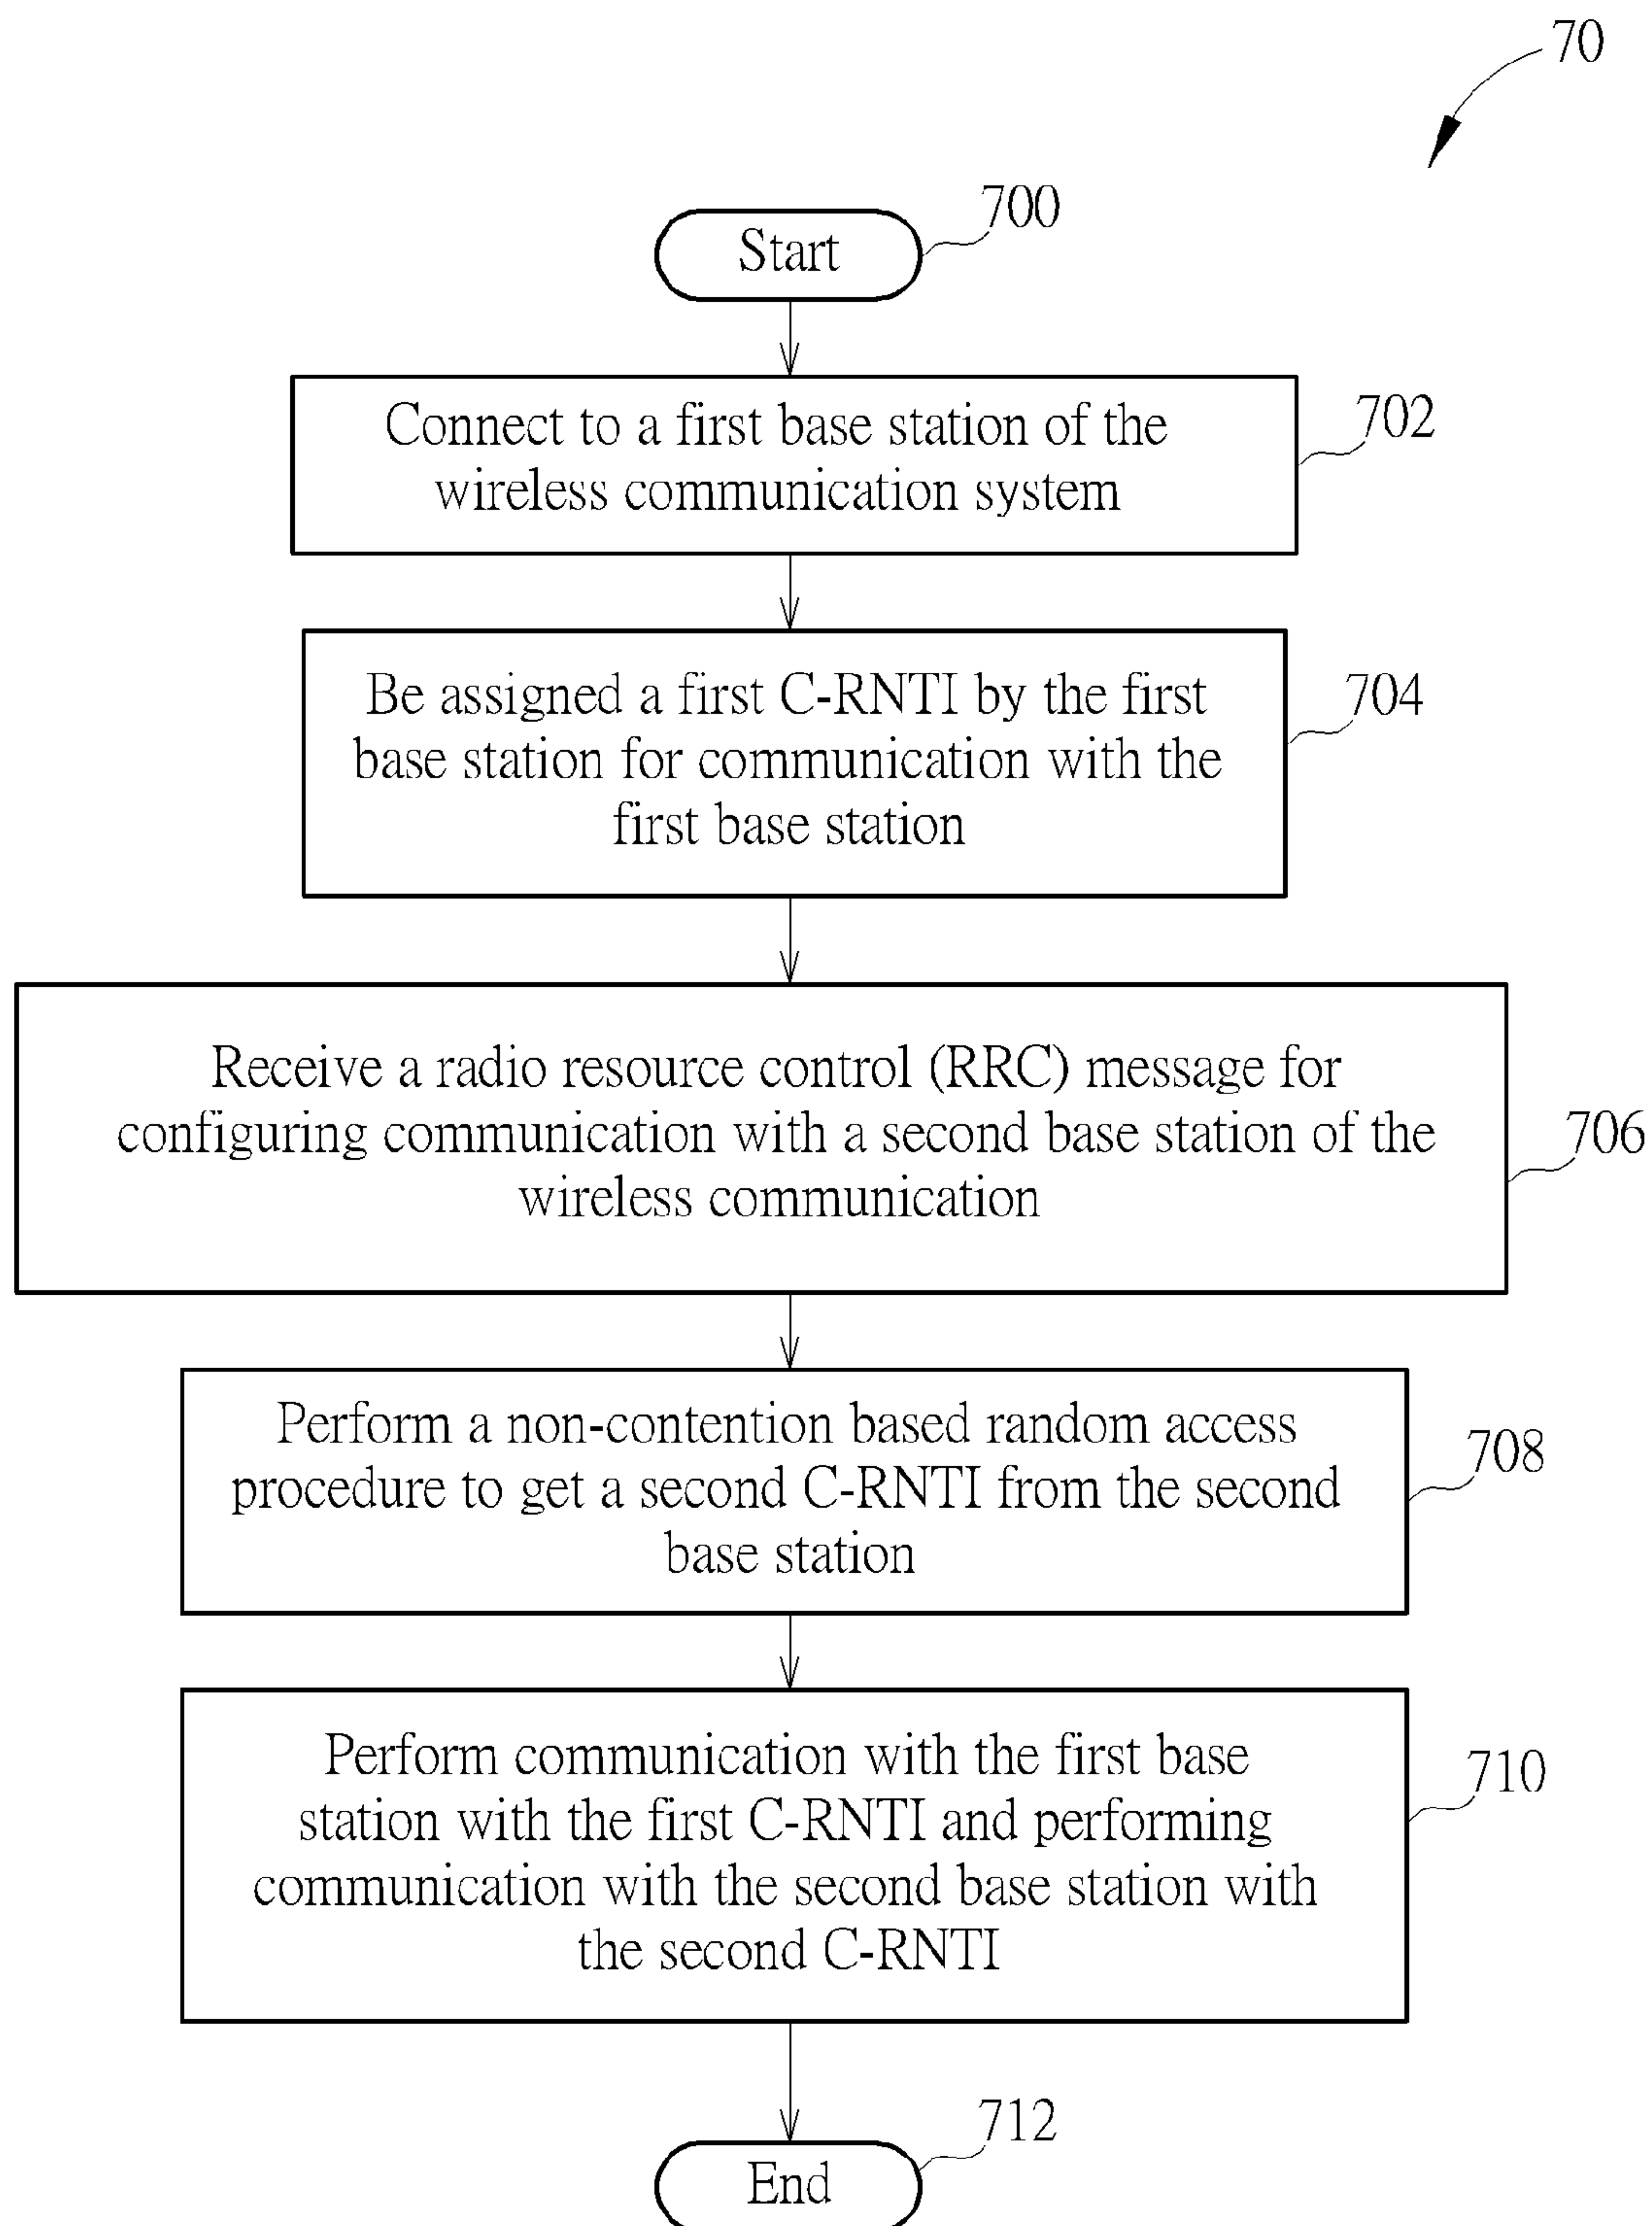 70
700
Start
Connect to a first base station of the
wireless communication system
702
Be assigned a first C-RNTI by the first
base station for communication with the
first base station
704
Receive a radio resource control (RRC) message for
configuring communication with a second base station of the
wireless communication
706
Perform a non-contention based random access
procedure to get a second C-RNTI from the second
base station
708
Perform communication with the first base
station with the first C-RNTI and performing
communication with the second base station with
the second C-RNTI
710
712
End